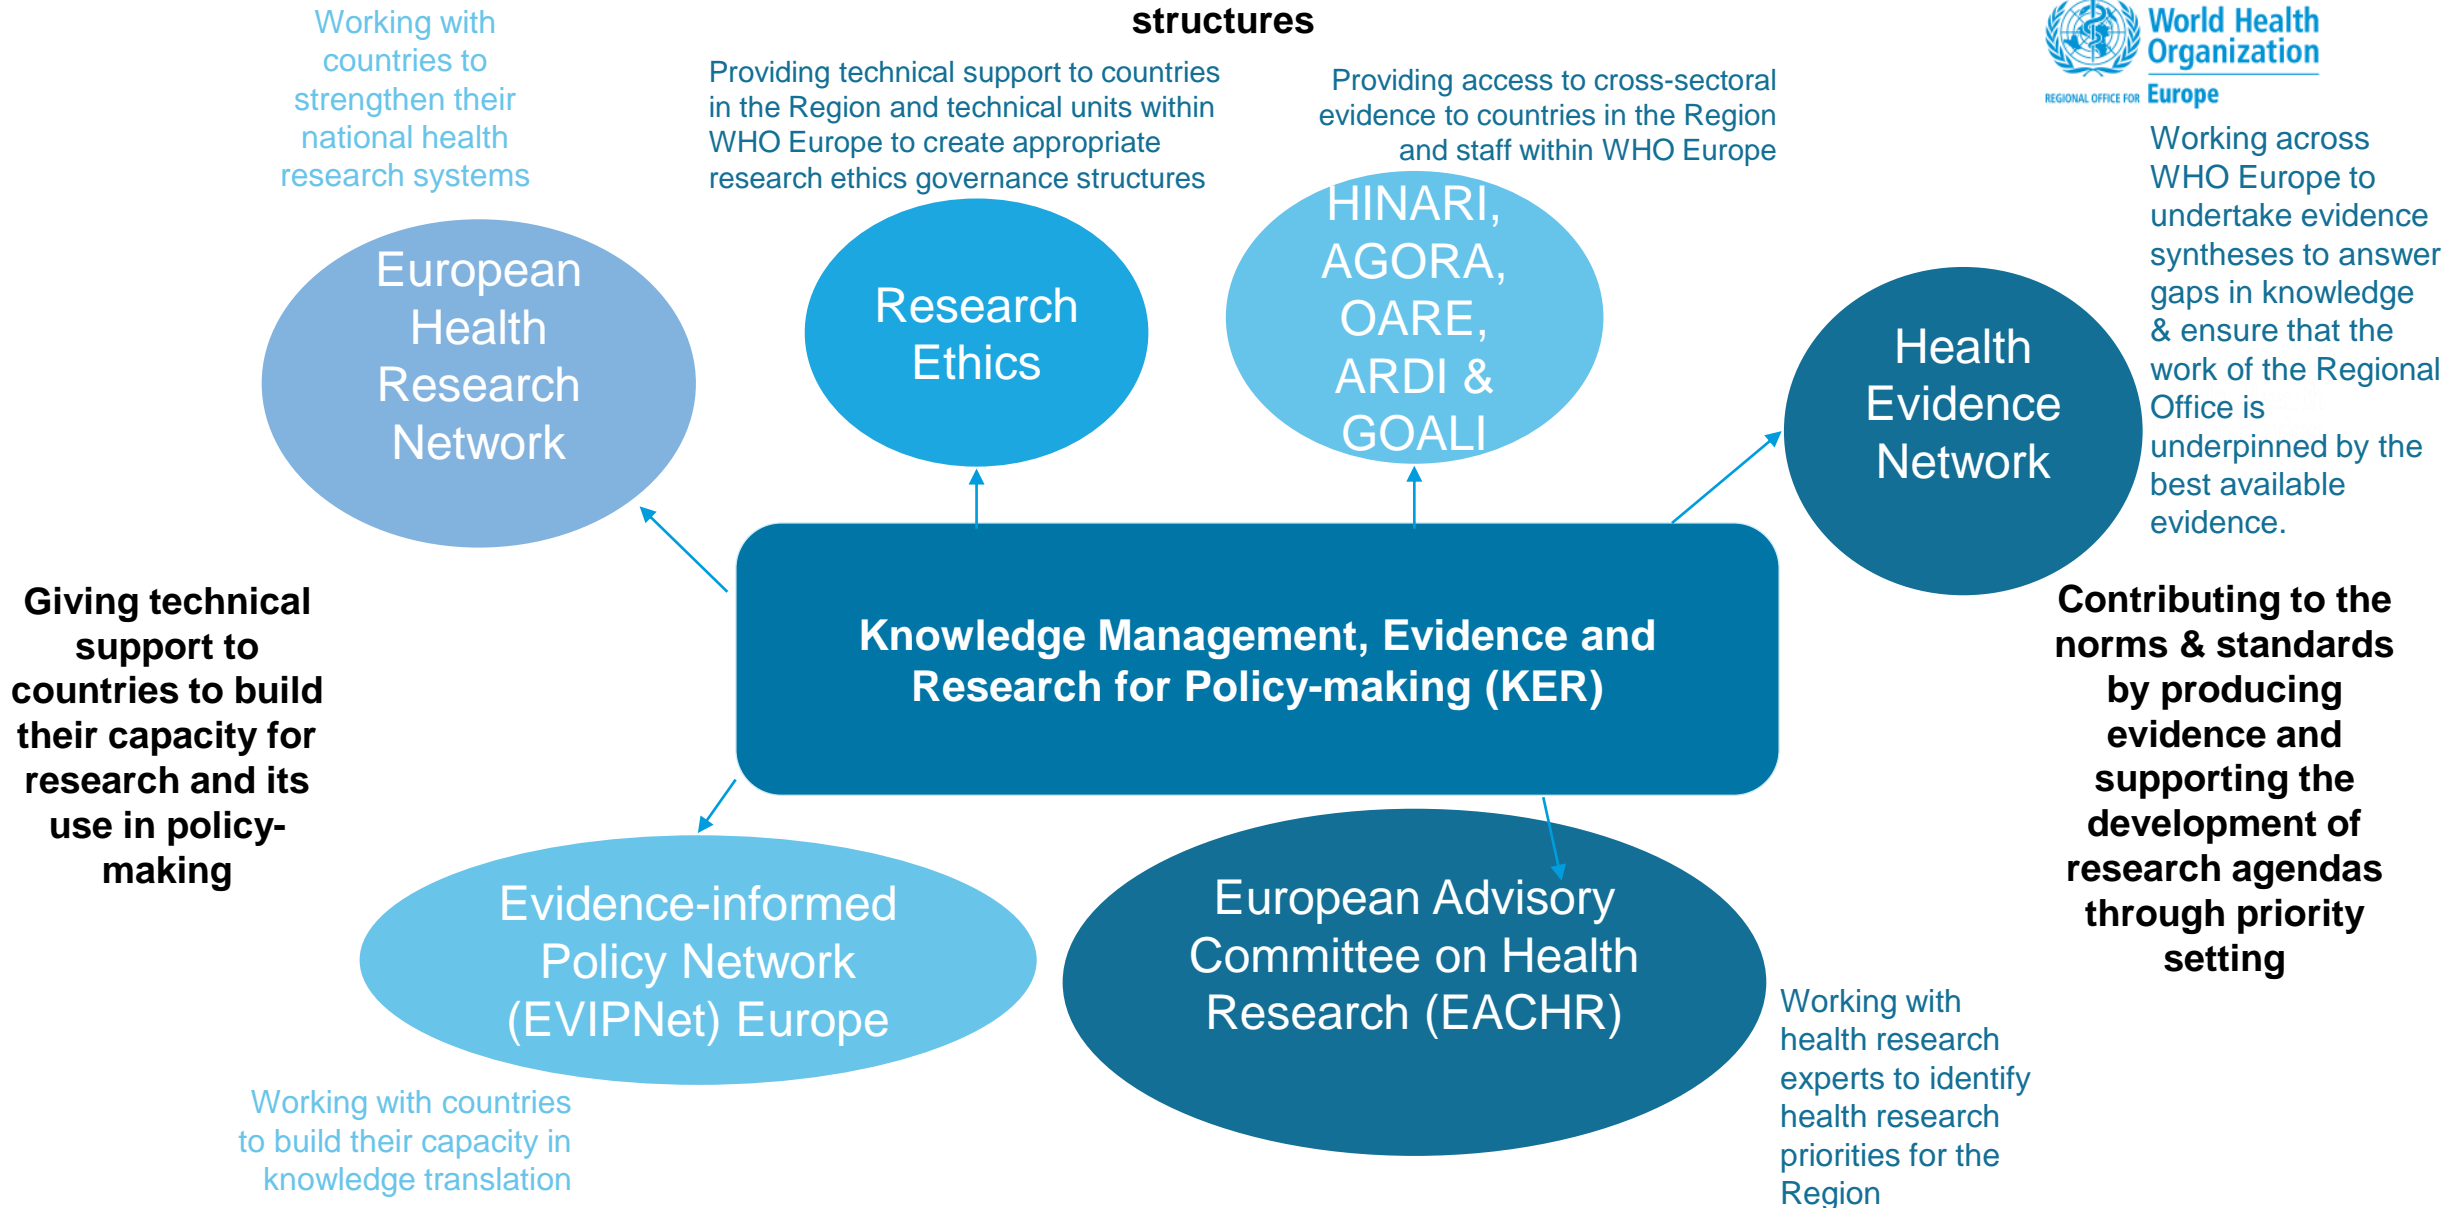 structures
World Health
Organization
REGIONAL OFFICE FOR Europe
Working with
countries to
strengthen their
national health
research systems
Providing technical support to countries
in the Region and technical units within
WHO Europe to create appropriate
research ethics governance structures
Providing access to cross-sectoral
evidence to countries in the Region
and staff within WHO Europe
Working across
WHO Europe to
undertake evidence
syntheses to answer
gaps in knowledge
& ensure that the
work of the Regional
Office is
underpinned by the
best available
evidence.
European
Health
Research
Network
Research
Ethics
HINARI,
AGORA,
OARE,
ARDI &
GOALI
Health
Evidence
Network
Giving technical
support to
countries to build
their capacity for
research and its
use in policy-
making
Knowledge Management, Evidence and
Research for Policy-making (KER)
Contributing to the
norms & standards
by producing
evidence and
supporting the
development of
research agendas
through priority
setting
Evidence-informed
Policy Network
(EVIPNet) Europe
European Advisory
Committee on Health
Research (EACHR)
Working with countries
to build their capacity in
knowledge translation
Working with
health research
experts to identify
health research
priorities for the
Region